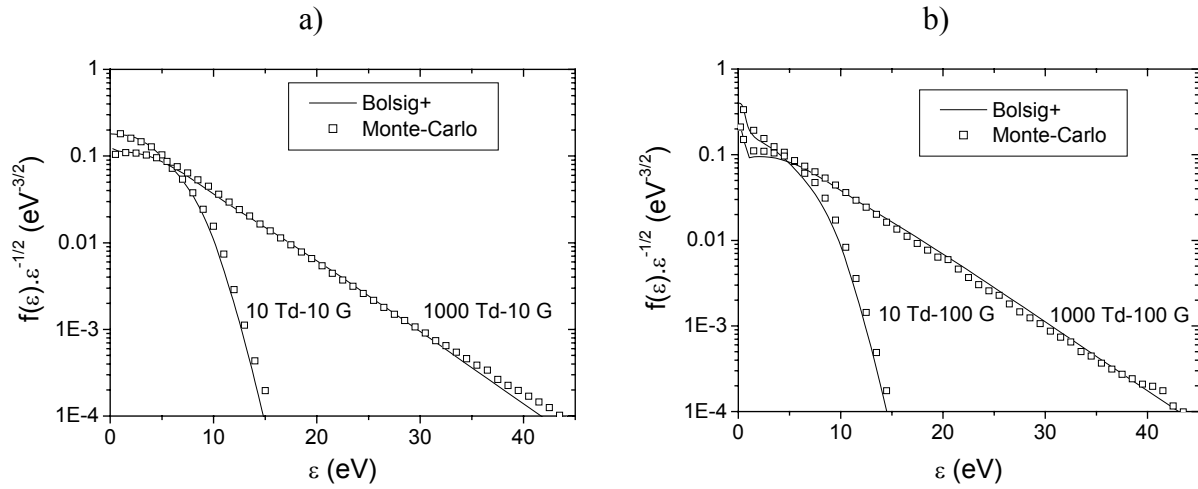 a)
1
0.1
0.01
1E-3
1E-4
f(ε).ε^-1/2 (eV^-3/2)
Bolsig+
Monte-Carlo
10 Td-10 G
1000 Td-10 G
0 10 20 30 40
ε (eV)
b)
1
0.1
0.01
1E-3
1E-4
f(ε).ε^-1/2 (eV^-3/2)
Bolsig+
Monte-Carlo
10 Td-100 G
1000 Td-100 G
0 10 20 30 40
ε (eV)